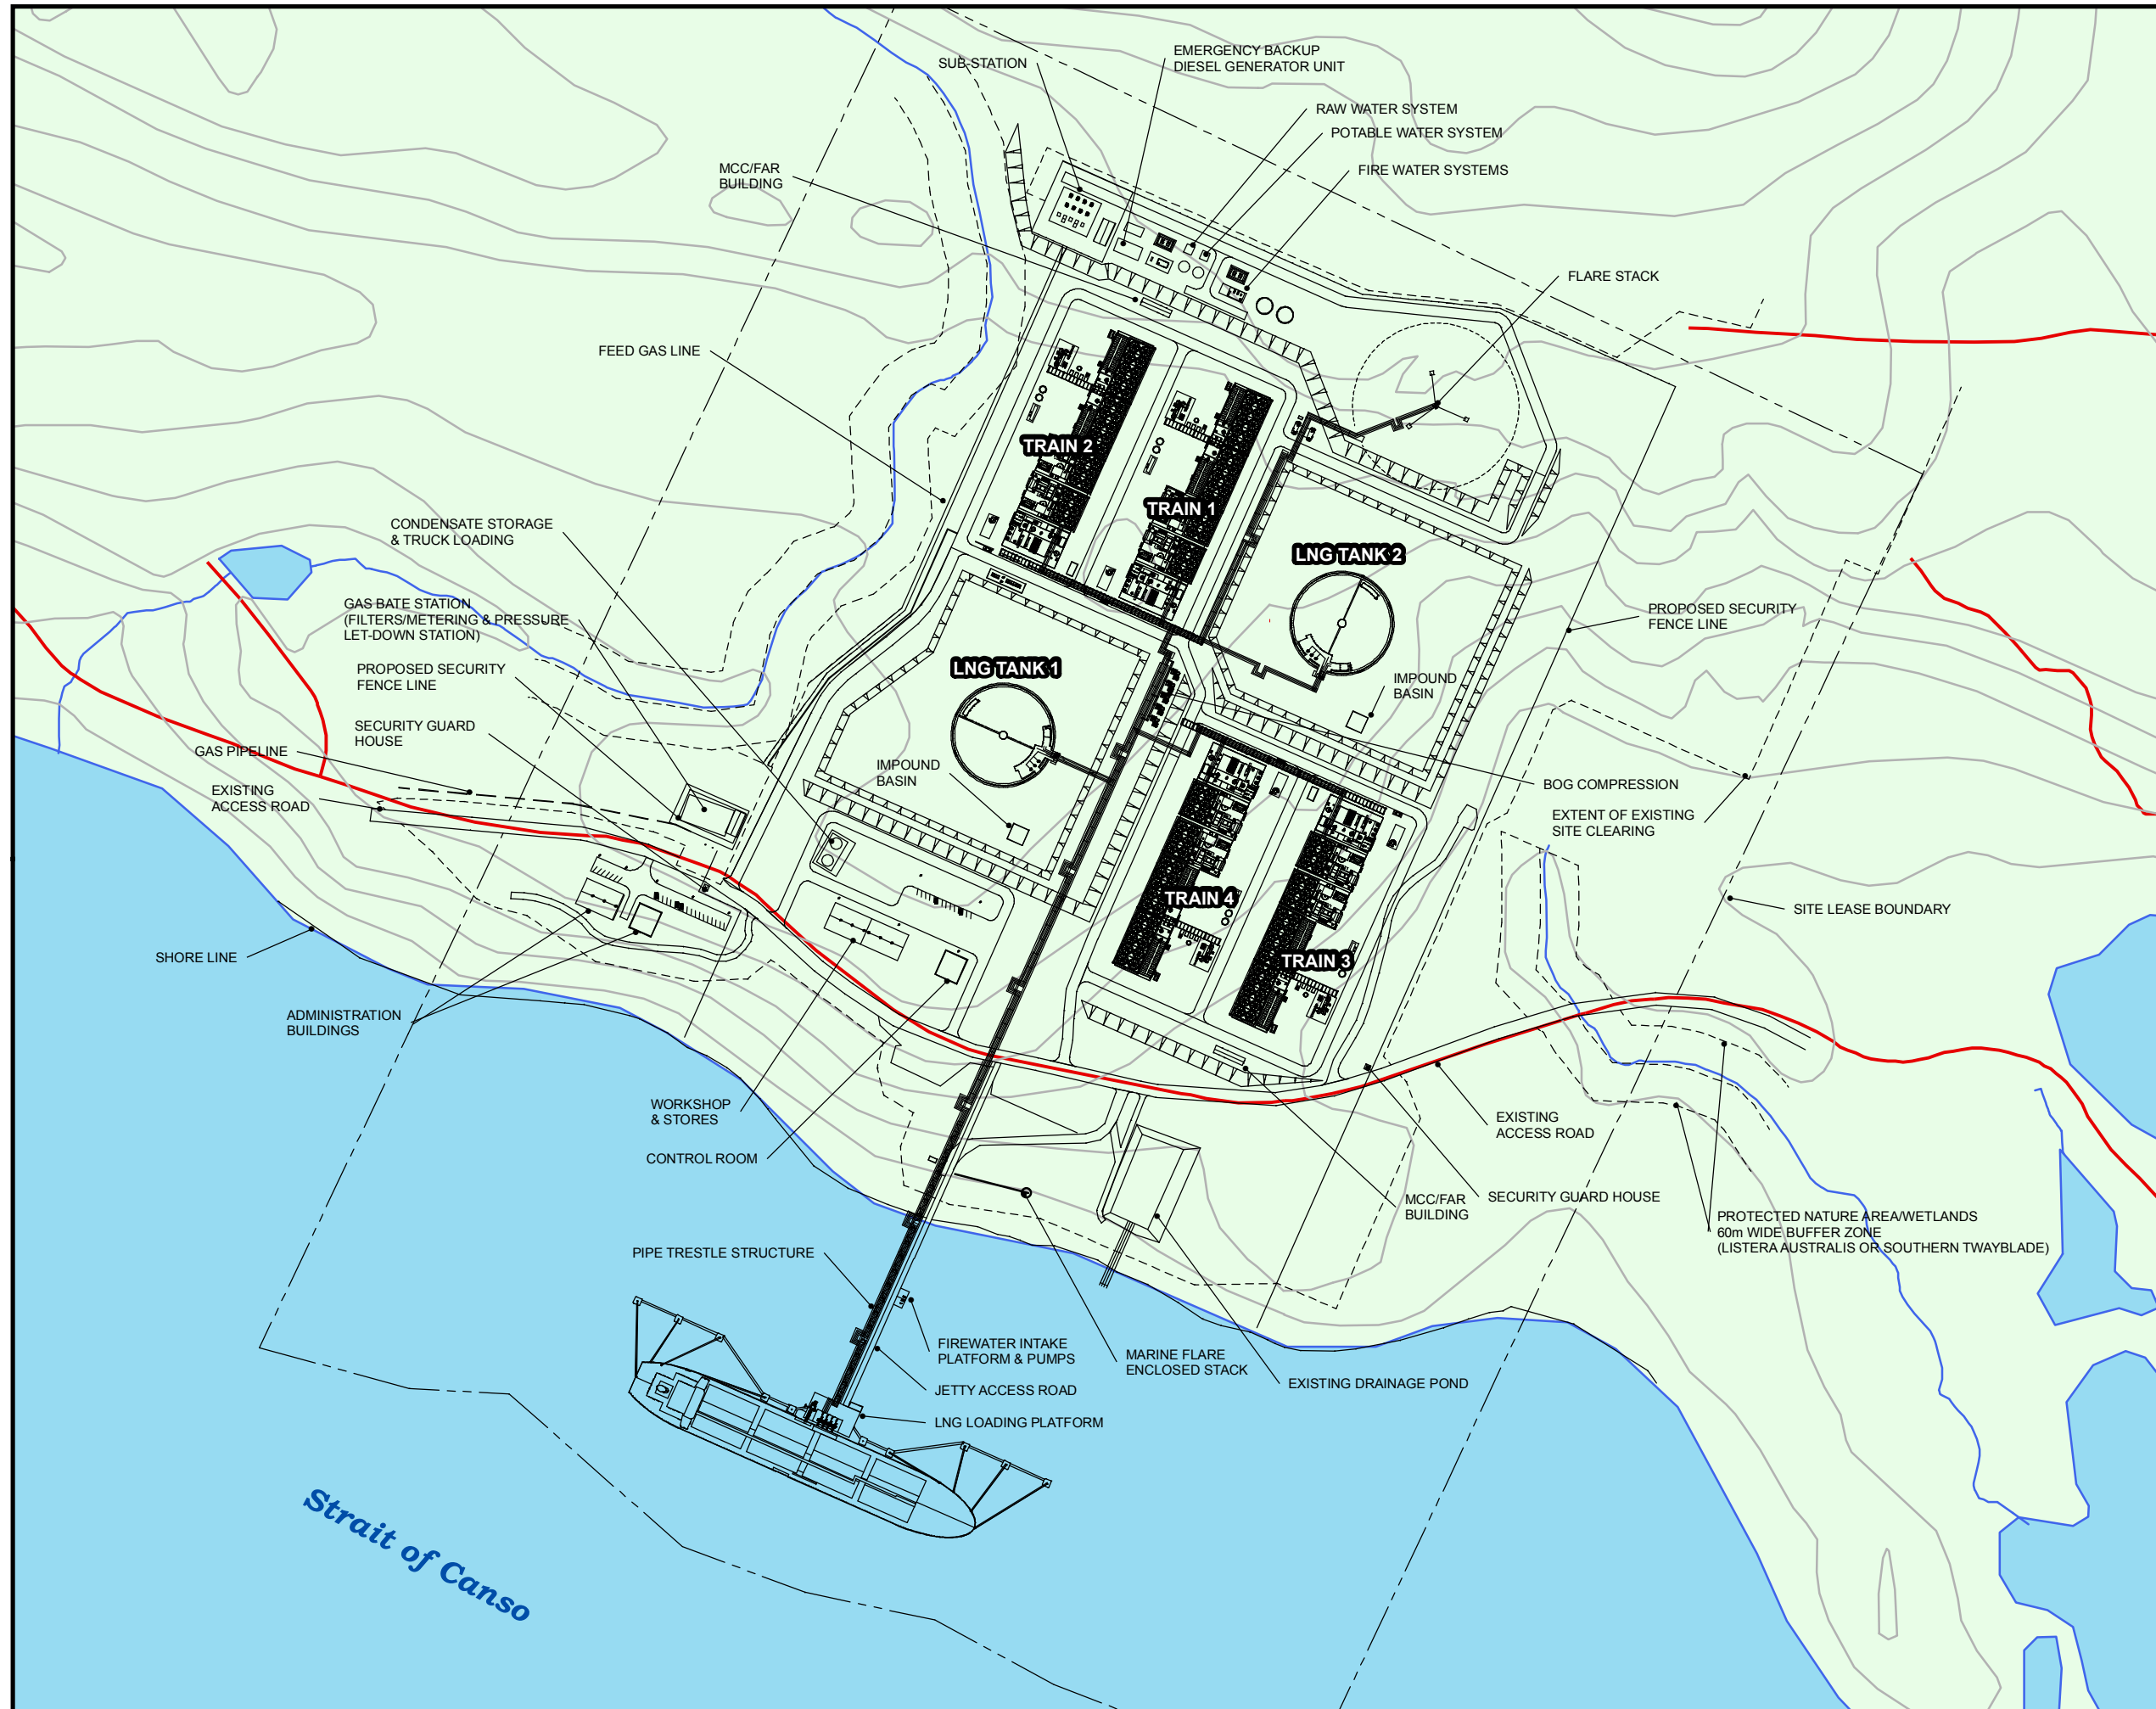 EMERGENCY BACKUP
DIESEL GENERATOR UNIT
SUB-STATION
RAW WATER SYSTEM
POTABLE WATER SYSTEM
FIRE WATER SYSTEMS
MCC/FAR
BUILDING
FLARE STACK
FEED GAS LINE
TRAIN 2
TRAIN 1
CONDENSATE STORAGE
& TRUCK LOADING
LNG TANK 2
GAS BATE STATION
(FILTERS/METERING & PRESSURE
LET-DOWN STATION)
PROPOSED SECURITY
FENCE LINE
PROPOSED SECURITY
FENCE LINE
LNG TANK 1
IMPOUND
BASIN
SECURITY GUARD
HOUSE
GAS PIPELINE
IMPOUND
BASIN
BOG COMPRESSION
EXISTING
ACCESS ROAD
EXTENT OF EXISTING
SITE CLEARING
TRAIN 4
SITE LEASE BOUNDARY
SHORE LINE
TRAIN 3
ADMINISTRATION
BUILDINGS
WORKSHOP
& STORES
EXISTING
ACCESS ROAD
CONTROL ROOM
MCC/FAR
BUILDING
SECURITY GUARD HOUSE
PROTECTED NATURE AREA/WETLANDS
60m WIDE BUFFER ZONE
(LISTERA AUSTRALIS OR SOUTHERN TWAYBLADE)
PIPE TRESTLE STRUCTURE
FIREWATER INTAKE
PLATFORM & PUMPS
MARINE FLARE
ENCLOSED STACK
JETTY ACCESS ROAD
EXISTING DRAINAGE POND
LNG LOADING PLATFORM
Strait of Canso